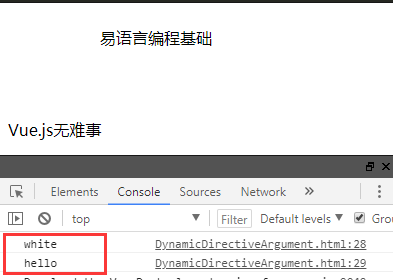 易语言编程基础
Vue.js无难事
Elements Console Sources Network
top Filter Default levels Grou
white DynamicDirectiveArgument.html:28
hello DynamicDirectiveArgument.html:29